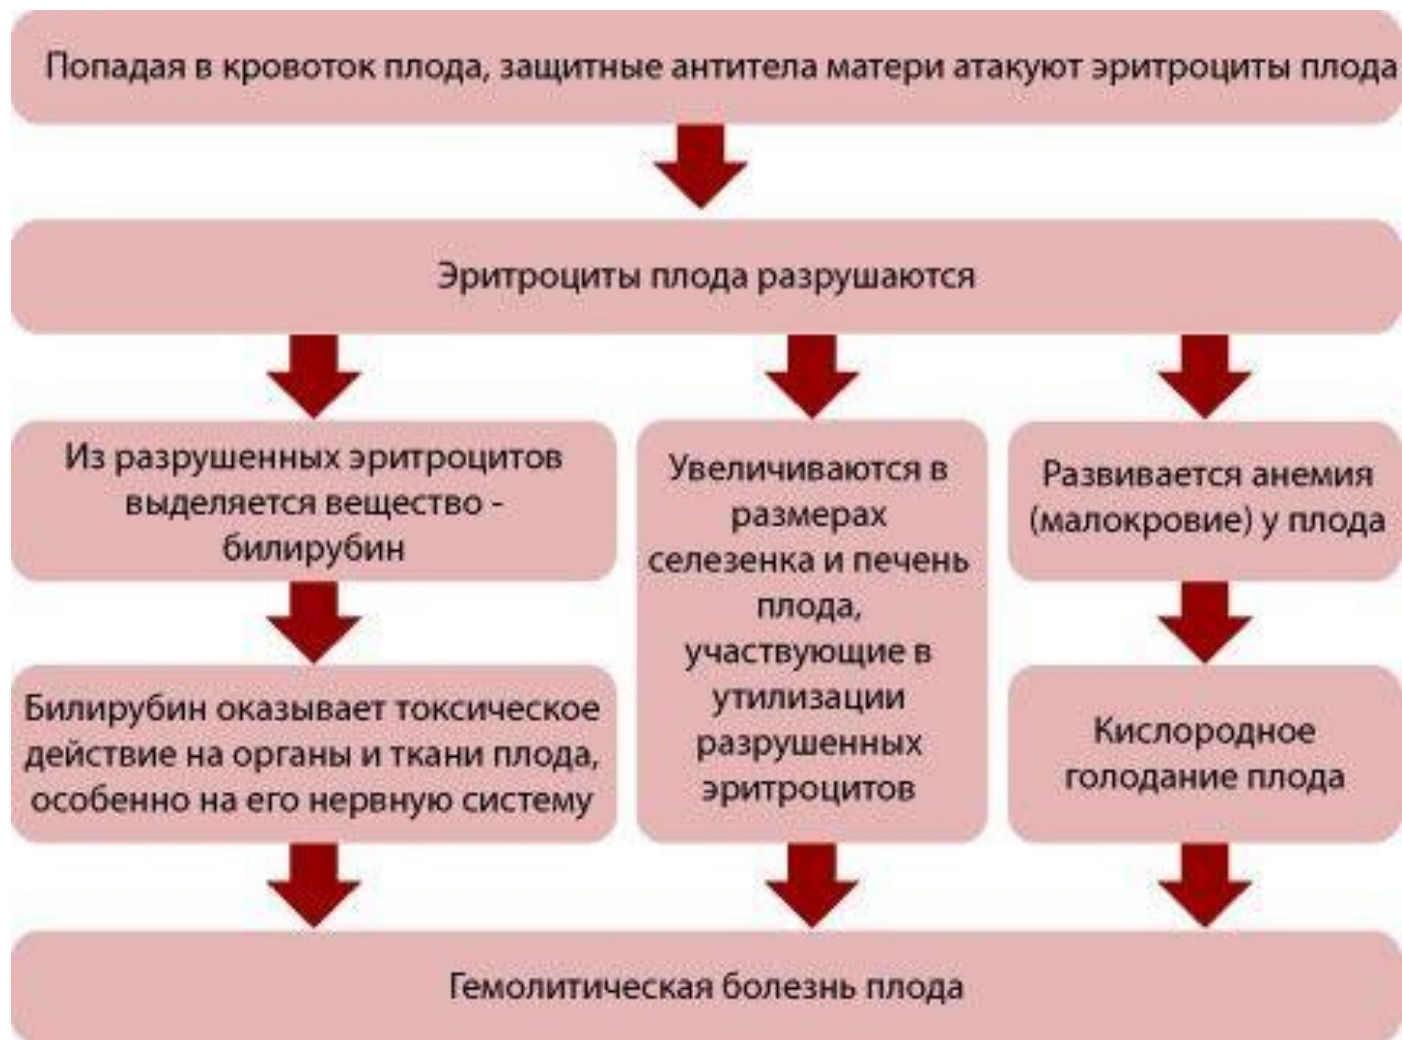 Попадая в кровоток плода, защитные антитела матери атакуют эритроциты плода
Эритроциты плода разрушаются
Из разрушенных эритроцитов
выделяется вещество -
билирубин
Увеличиваются в
размерах
селезенка и печень
плода,
участвующие в
утилизации
разрушенных
эритроцитов
Развивается анемия
(малокровие) у плода
Билирубин оказывает токсическое
действие на органы и ткани плода,
особенно на его нервную систему
Кислородное
голодание плода
Гемолитическая болезнь плода